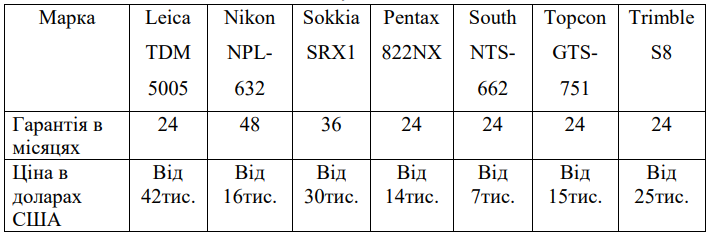 Марка Leica Nikon Sokkia Pentax South Topcon Trimble
TDM NPL- SRX1 822NX NTS- GTS- S8
5005 632 662 751
Гарантія в 24 48 36 24 24 24 24
місяцях
Ціна в Від Від Від Від Від Від Від
доларах 42тис. 16тис. 30тис. 14тис. 7тис. 15тис. 25тис.
США